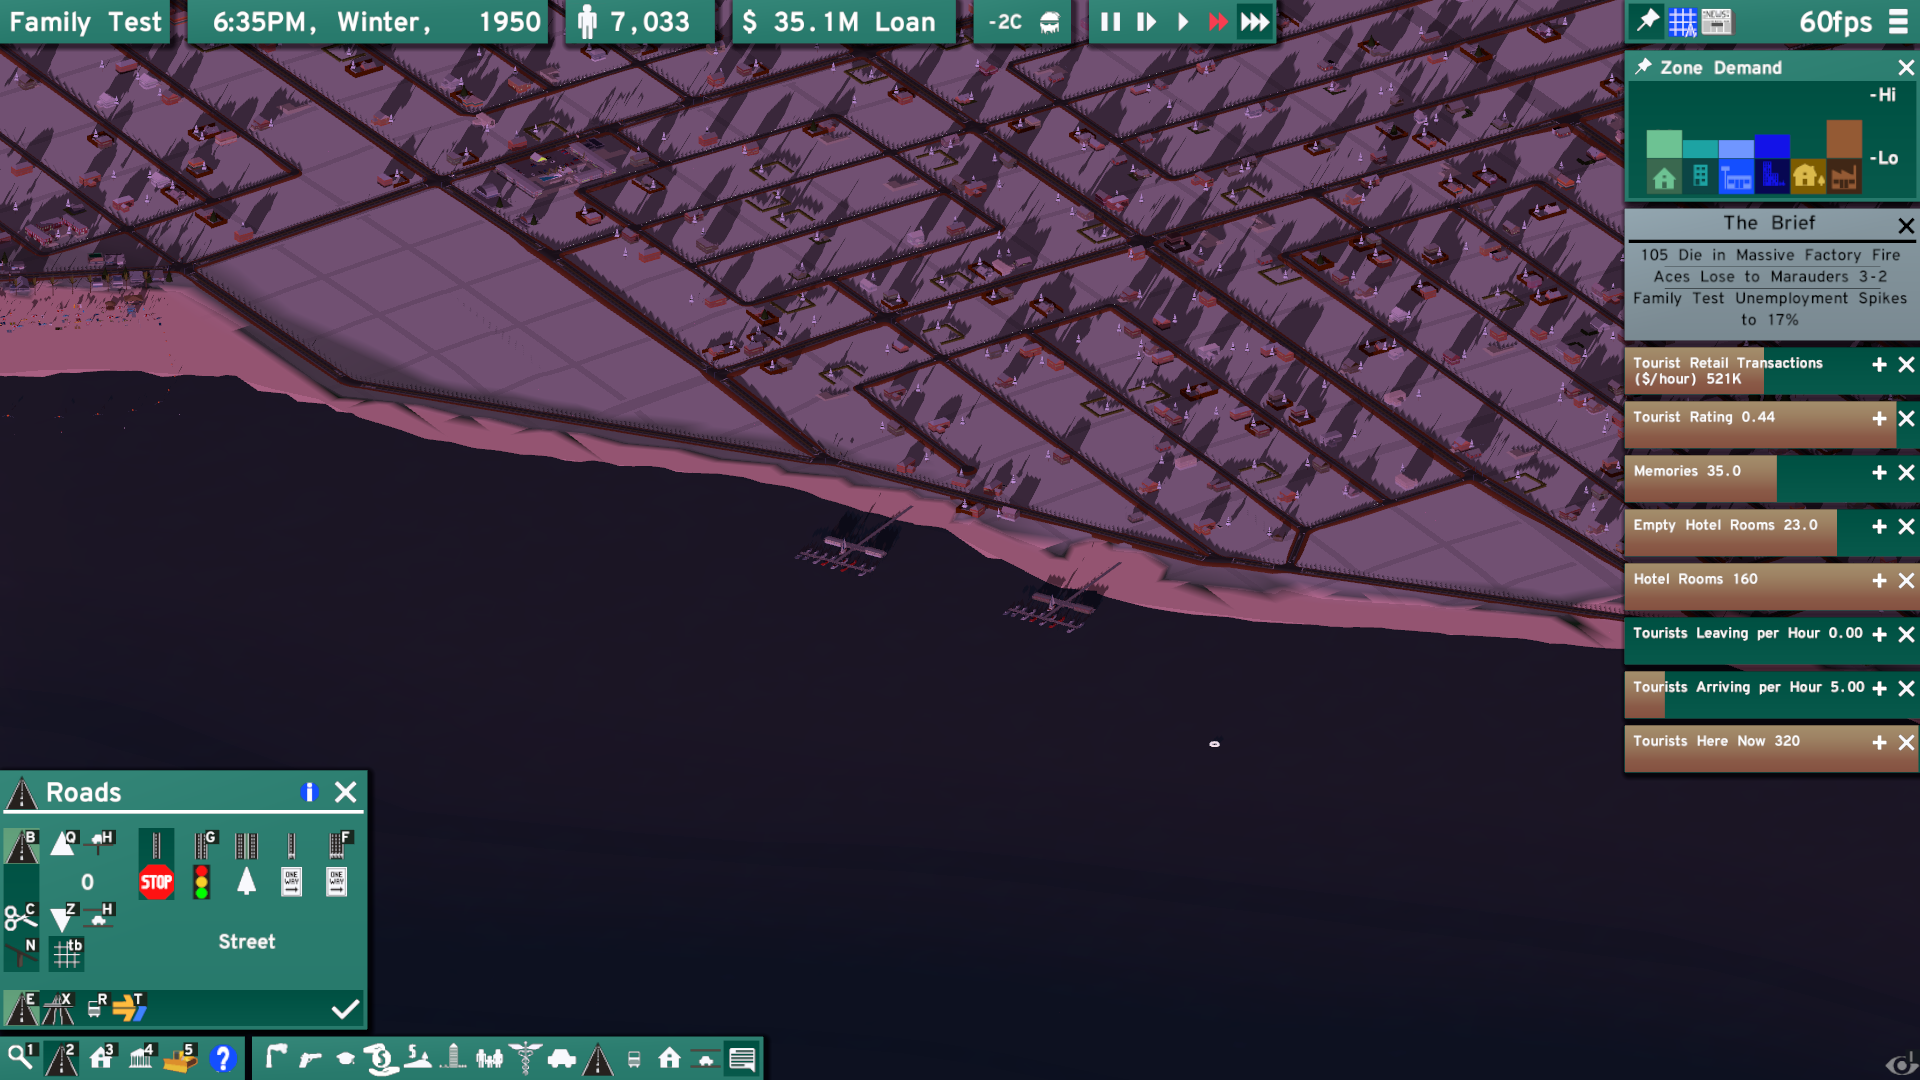 Family Test
6:35PM, Winter, 1950
7,033
$ 35.1M Loan
-2C
60fps
Zone Demand
-Hi
-Lo
The Brief
105 Die in Massive Factory Fire
Aces Lose to Marauders 3-2
Family Test Unemployment Spikes
to 17%
Tourist Retail Transactions
($/hour) 521K
Tourist Rating 0.44
Memories 35.0
Empty Hotel Rooms 23.0
Hotel Rooms 160
Tourists Leaving per Hour 0.00
Tourists Arriving per Hour 5.00
Tourists Here Now 320
Roads
B Q H G F
0
STOP
ONE WAY
ONE WAY
C Z H
N tb
Street
E X R T
1 2 3 4 5 ?